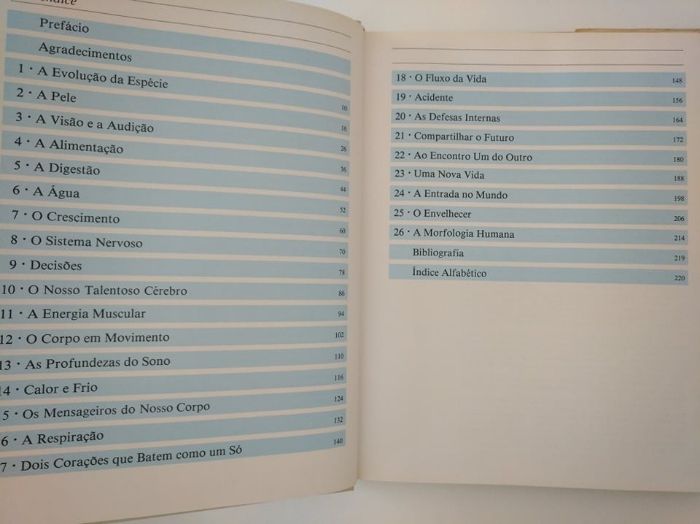 Prefácio
Agradecimentos
1 · A Evolução da Espécie 10
2 · A Pele 16
3 · A Visão e a Audição 26
4 · A Alimentação 36
5 · A Digestão 44
6 · A Água 52
7 · O Crescimento 60
8 · O Sistema Nervoso 70
9 · Decisões 78
10 · O Nosso Talentoso Cérebro 86
11 · A Energia Muscular 94
12 · O Corpo em Movimento 102
13 · As Profundezas do Sono 110
14 · Calor e Frio 116
5 · Os Mensageiros do Nosso Corpo 124
6 · A Respiração 132
7 · Dois Corações que Batem como um Só 140
18 · O Fluxo da Vida 148
19 · Acidente 156
20 · As Defesas Internas 164
21 · Compartilhar o Futuro 172
22 · Ao Encontro Um do Outro 180
23 · Uma Nova Vida 188
24 · A Entrada no Mundo 198
25 · O Envelhecer 206
26 · A Morfologia Humana 214
Bibliografia 219
Índice Alfabético 220